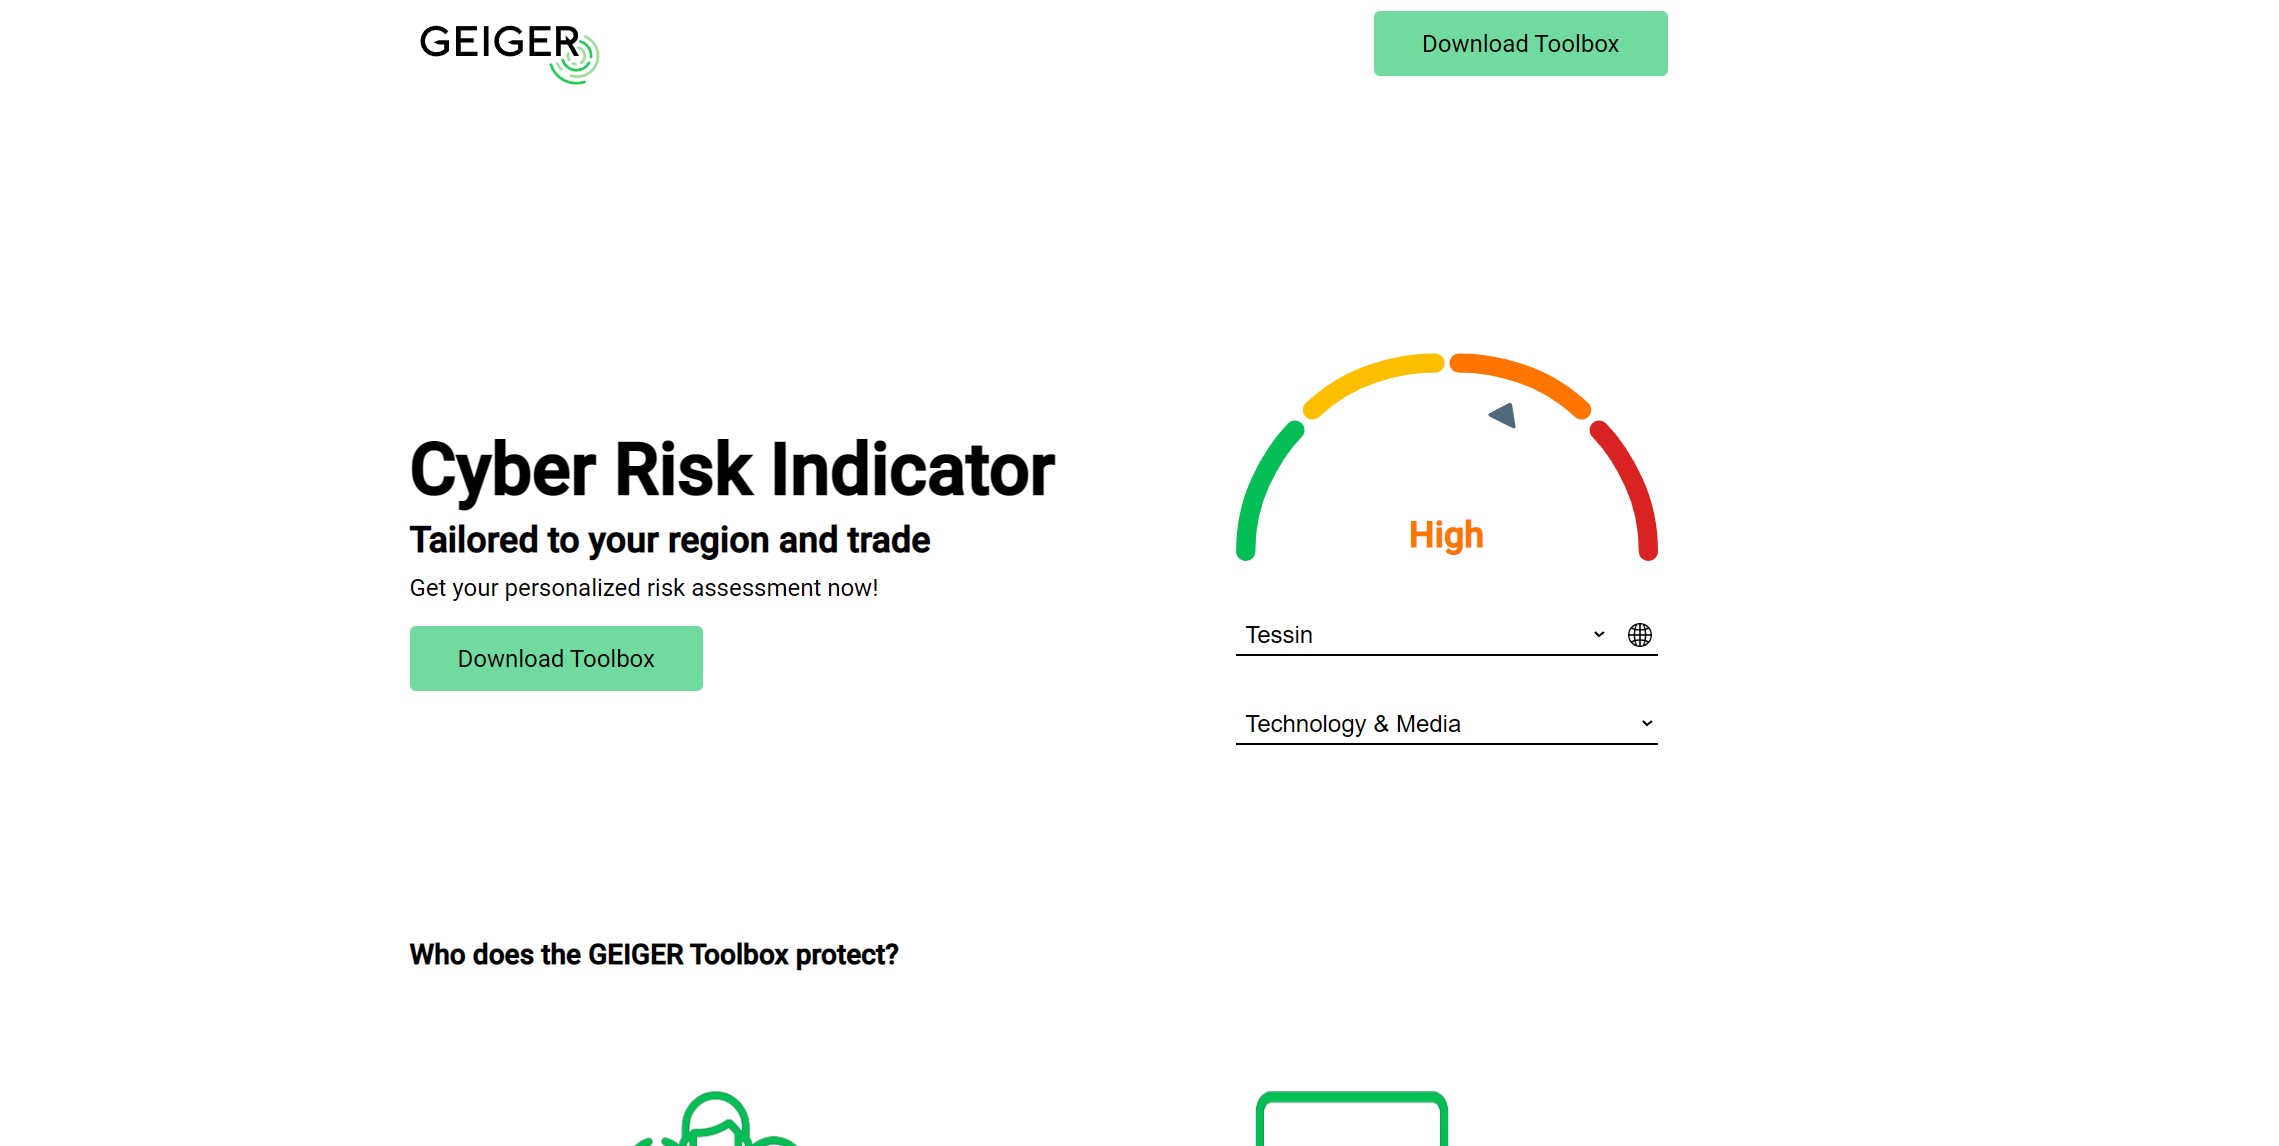 GEIGER
Download Toolbox
Cyber Risk Indicator
Tailored to your region and trade
Get your personalized risk assessment now!
Download Toolbox
High
Tessin
Technology & Media
Who does the GEIGER Toolbox protect?